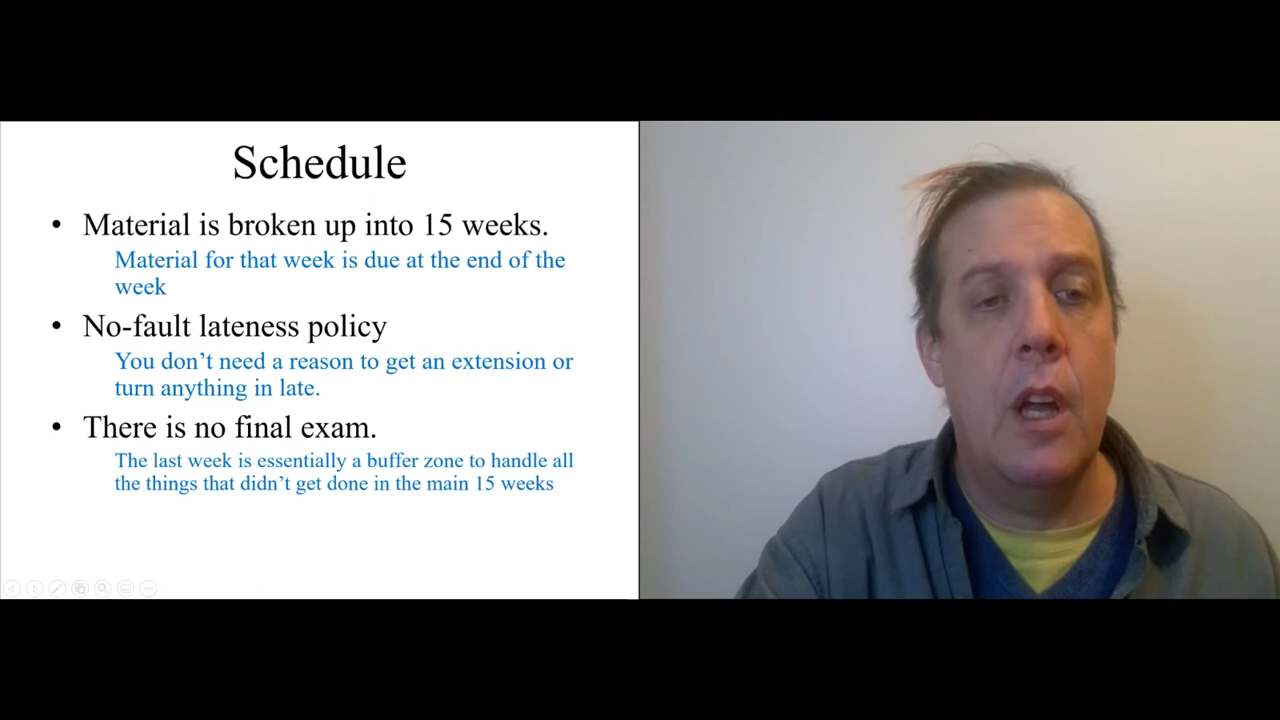 Schedule
• Material is broken up into 15 weeks.
Material for that week is due at the end of the
week
• No-fault lateness policy
You don’t need a reason to get an extension or
turn anything in late.
• There is no final exam.
The last week is essentially a buffer zone to handle all
the things that didn’t get done in the main 15 weeks